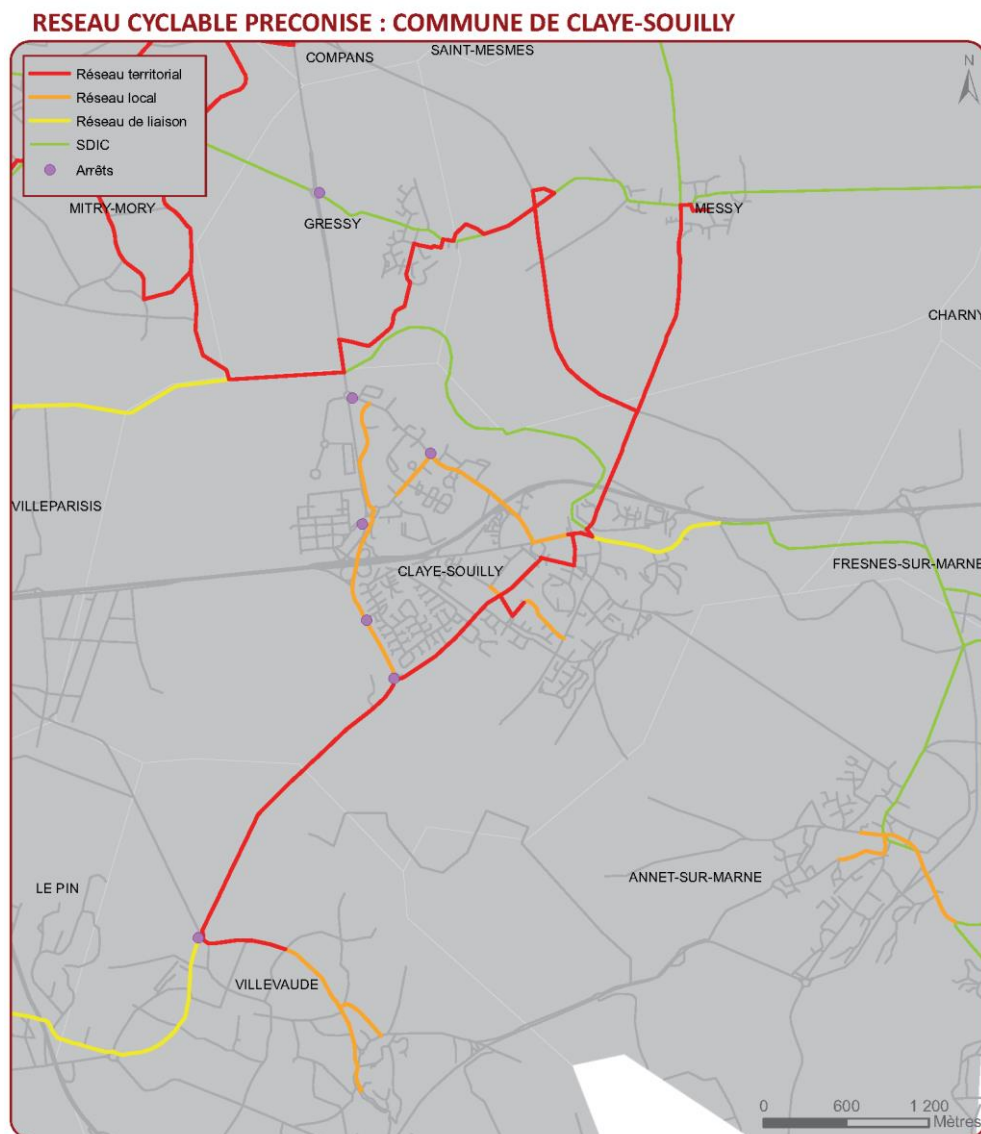 RESEAU CYCLABLE PRECONISE : COMMUNE DE CLAYE-SOUILLY
Réseau territorial
Réseau local
Réseau de liaison
SDIC
Arrêts
COMPANS
SAINT-MESMES
N
MITRY-MORY
GRESSY
MESSY
CHARNY
VILLEPARISIS
CLAYE-SOUILLY
FRESNES-SUR-MARNE
LE PIN
ANNET-SUR-MARNE
VILLEVAUDE
0 600 1 200
Mètres